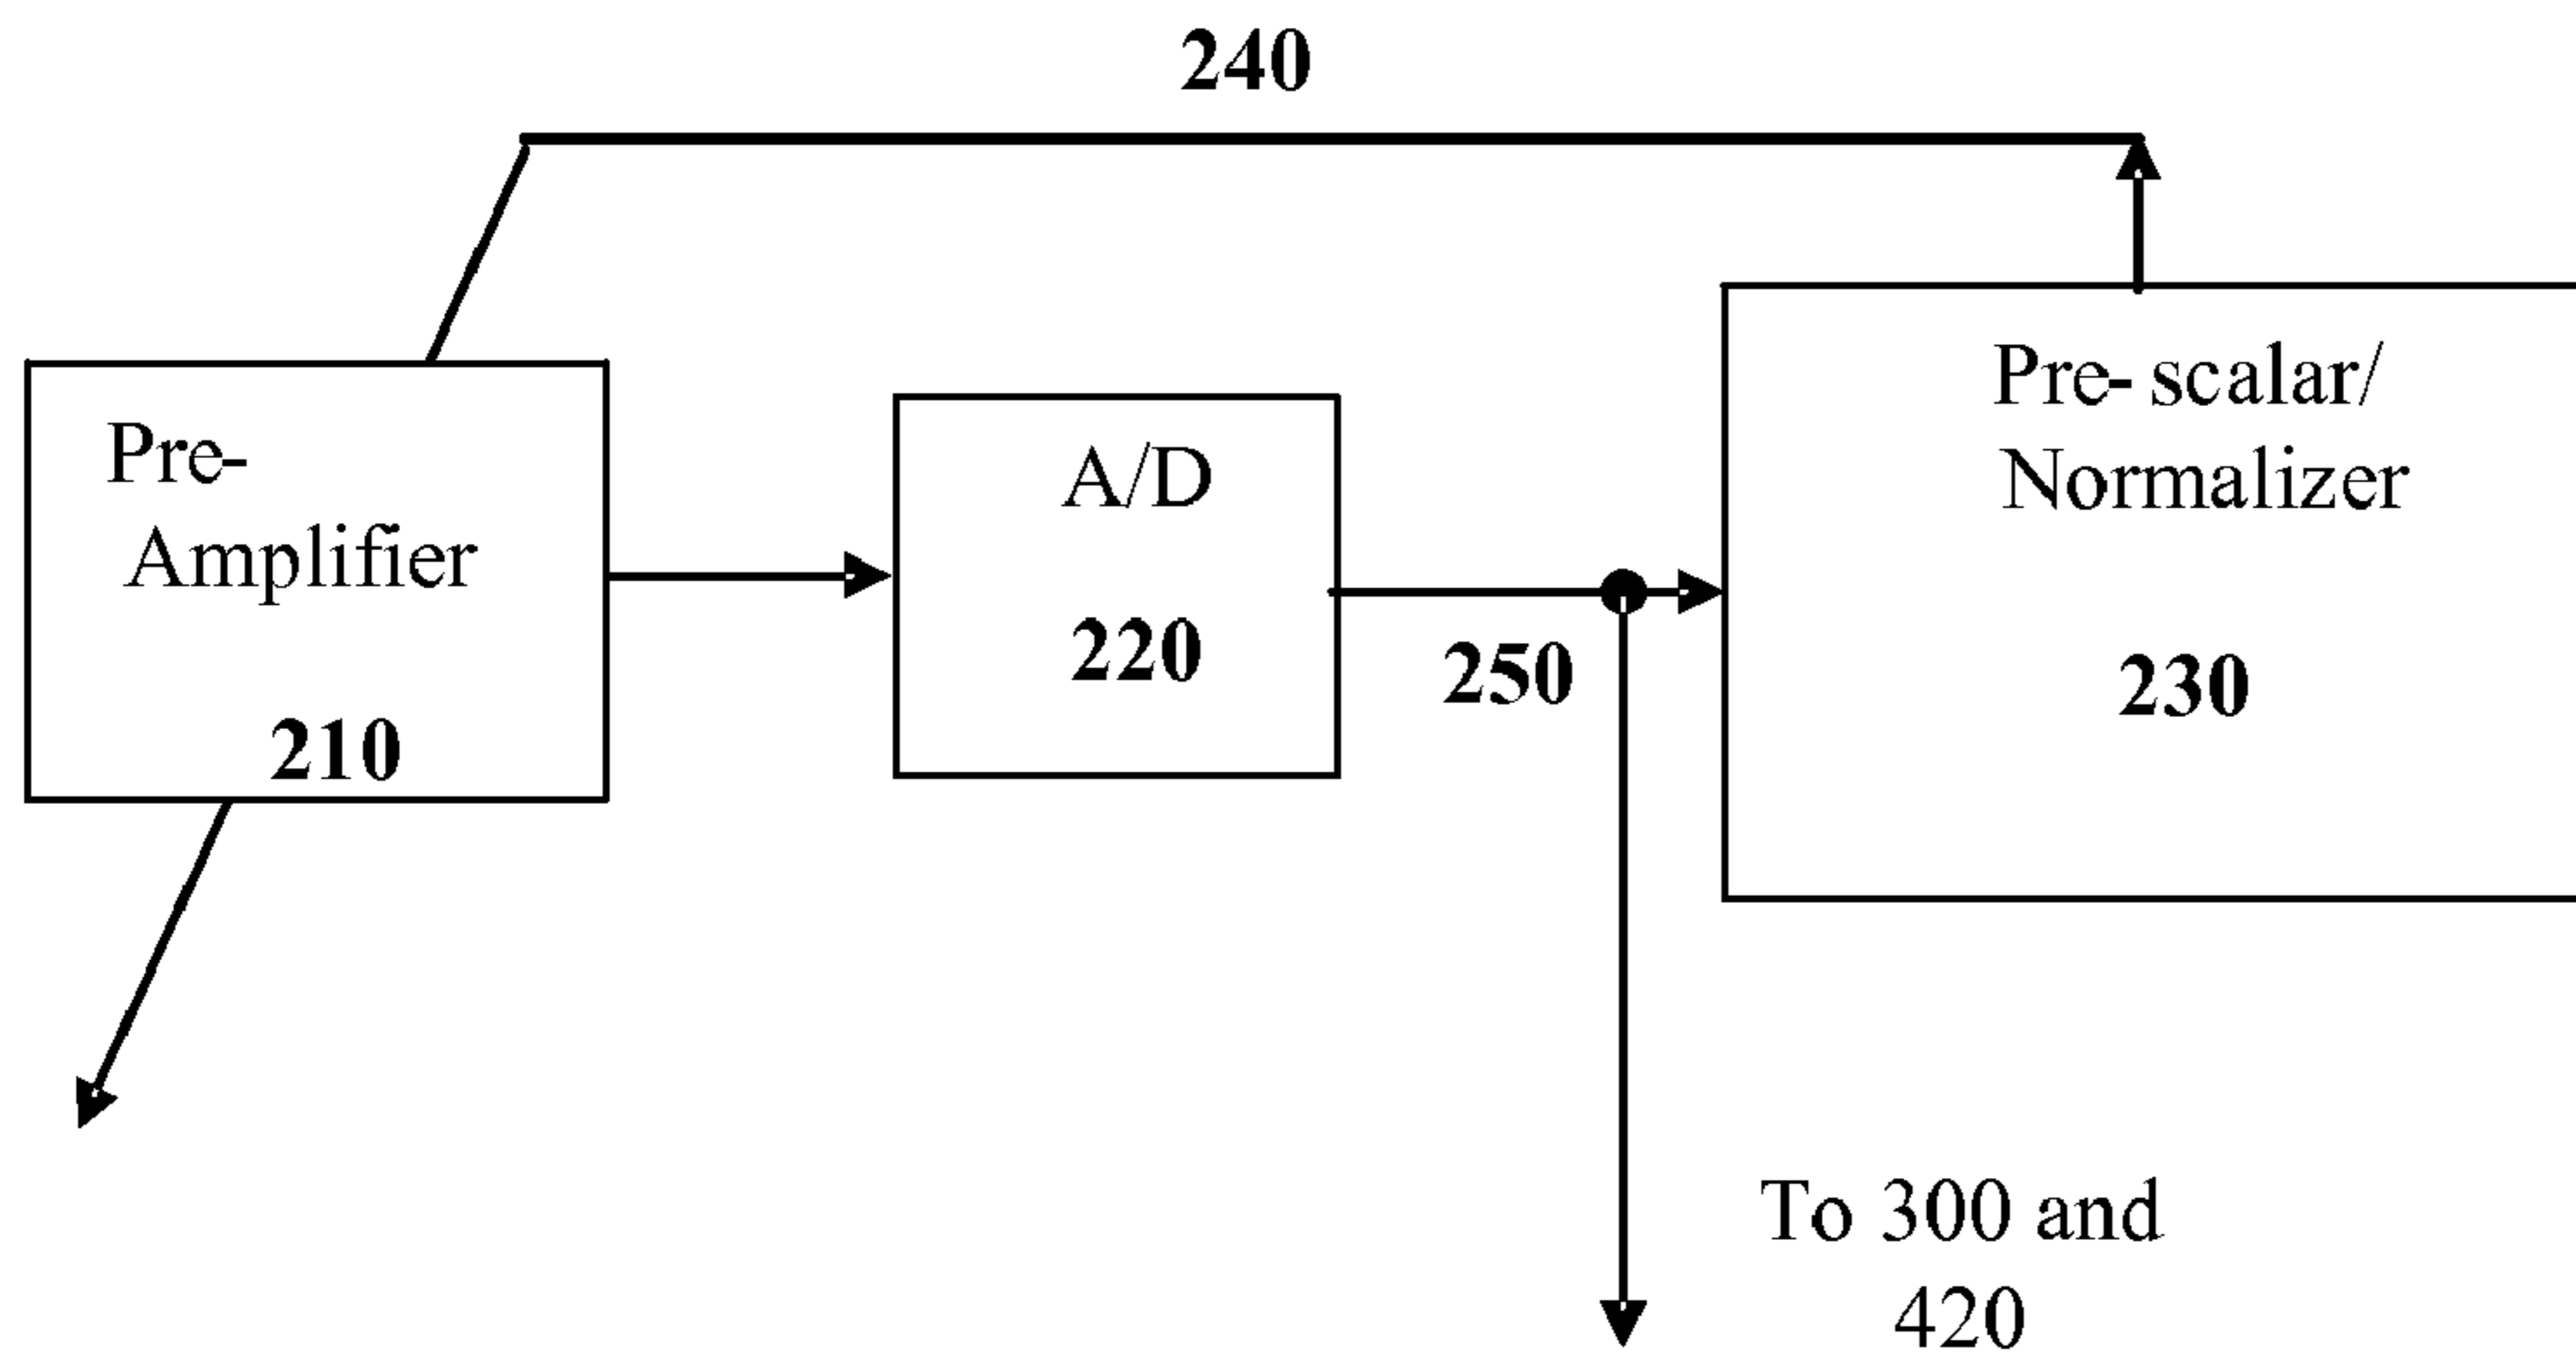 240
Pre-
Amplifier
210
A/D
220
250
Pre- scalar/
Normalizer
230
To 300 and
420